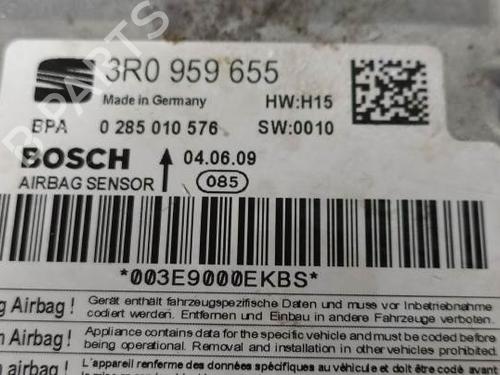 3R0 959 655
Made in Germany HW:H15
BPA 0 285 010 576 SW:0010
BOSCH 04.06.09
AIRBAG SENSOR 085
*003E9000EKBS*
Airbag! Gerät enthält fahrzeugspezifische Daten und muss vor Inbetriebnahme
codiert werden. Entfernen und Einbau in andere Fahrzeuge verboten.
Airbag! Appliance contains data for the specific vehicle and must be coded before
being operational. Removal and installation in other vehicles prohibited.
airbag! L'appareil renferme des données spécifiques au véhicule et doit être codé avant
B PARTS